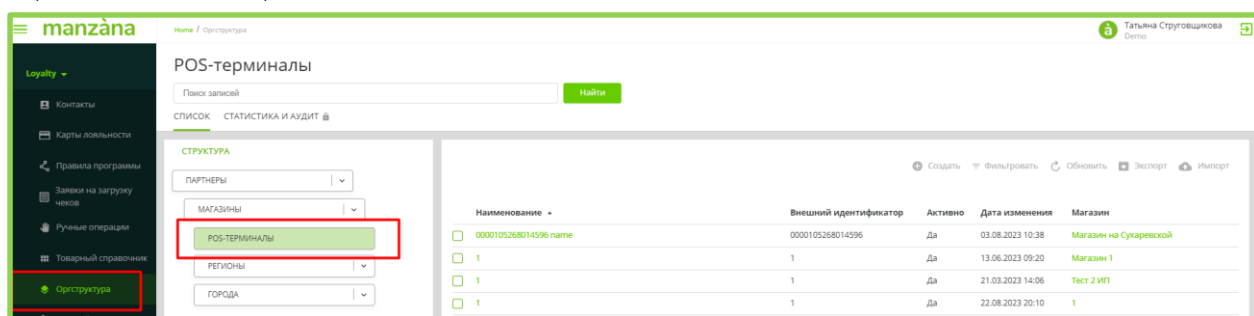 manzàna
Home / Оргструктура
à
Татьяна Струговщикова
Demo
Loyalty
POS-терминалы
Поиск записей
Найти
СПИСОК СТАТИСТИКА И АУДИТ
Контакты
Карты лояльности
Правила программы
Заявки на загрузку
чеков
Ручные операции
Товарный справочник
Оргструктура
СТРУКТУРА
ПАРТНЕРЫ
МАГАЗИНЫ
POS-ТЕРМИНАЛЫ
РЕГИОНЫ
ГОРОДА
Создать Фильтровать Обновить Экспорт Импорт
Наименование Внешний идентификатор Активно Дата изменения Магазин
0000105268014596 name 0000105268014596 Да 03.08.2023 10:38 Магазин на Сухаревской
1 1 Да 13.06.2023 09:20 Магазин 1
1 1 Да 21.03.2023 14:06 Тест 2 ИП
1 1 Да 22.08.2023 20:10 1